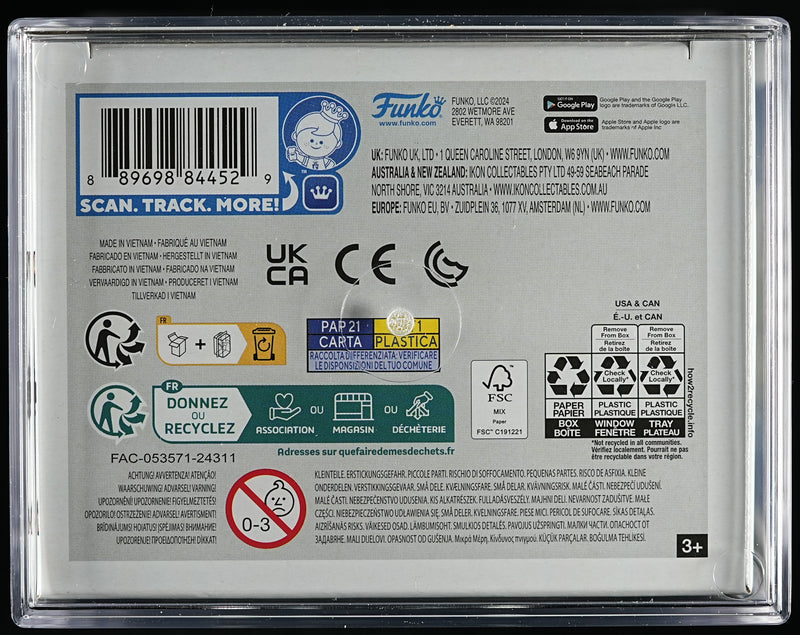 8 89698 84452 9
SCAN. TRACK. MORE!
™
Funko
www.funko.com
FUNKO, LLC ©2024
2802 WETMORE AVE
EVERETT, WA 98201
GET IT ON
Google Play
Google Play and the Google Play
logo are trademarks of Google LLC.
Download on the
App Store
Apple Store and Apple logo are
trademarks of Apple Inc
UK: FUNKO UK, LTD • 1 QUEEN CAROLINE STREET, LONDON, W6 9YN (UK) • WWW.FUNKO.COM
AUSTRALIA & NEW ZEALAND: IKON COLLECTABLES PTY LTD 49-59 SEABEACH PARADE
NORTH SHORE, VIC 3214 AUSTRALIA • WWW.IKONCOLLECTABLES.COM.AU
EUROPE: FUNKO EU, BV • ZUIDPLEIN 36, 1077 XV, AMSTERDAM (NL) • WWW.FUNKO.COM
MADE IN VIETNAM • FABRIQUÉ AU VIETNAM
FABRICADO EN VIETNAM • HERGESTELLT IN VIETNAM
FABBRICATO IN VIETNAM • FABRICADO NA VIETNAM
VERVAARDIGD IN VIETNAM • PRODUCERET I VIETNAM
TILLVERKAD I VIETNAM
UK
CA
CE
FR
PAP 21
CARTA
1
PLASTICA
RACCOLTA DIFFERENZIATA: VERIFICARE
LE DISPOSIZIONI DEL TUO COMUNE
FR
DONNEZ
OU
RECYCLEZ
ASSOCIATION
OU
MAGASIN
OU
DÉCHÈTERIE
Adresses sur quefairedemesdechets.fr
FSC
MIX
Paper
FSC™ C191221
USA & CAN
É.-U. et CAN
PAPER
PAPIER
BOX
BOÎTE
Remove
From Box
Retirez
de la boîte
Check
Locally*
PLASTIC
PLASTIQUE
WINDOW
FENÊTRE
Remove
From Box
Retirez
de la boîte
Check
Locally*
PLASTIC
PLASTIQUE
TRAY
PLATEAU
*Not recycled in all communities.
Vérifiez localement. Pourrait ne pas
être recyclable dans votre région.
how2recycle.info
FAC-053571-24311
ACHTUNG! AVVERTENZA! ATENÇÃO!
WAARSCHUWING! ADVARSEL! VARNING!
UPOZORNĚNÍ! UPOZORNENIE! FIGYELMEZTETÉS!
OPOZORILO! OSTRZEŻENIE! ADVARSEL! AVERTISMENT!
BRĪDINĀJUMS! HOIATUS! ĮSPĖJIMAS! ВНИМАНИЕ!
UPOZORENJE! ΠΡΟΕΙΔΟΠΟΙΗΣΗ! DİKKAT!
0-3
KLEINTEILE. ERSTICKUNGSGEFAHR. PICCOLE PARTI. RISCHIO DI SOFFOCAMENTO. PEQUENAS PARTES. RISCO DE ASFIXIA. KLEINE
ONDERDELEN. VERSTIKKINGSGEVAAR. SMÅ DELE. KVÆLNINGSFARE. SMÅ DELAR. KVÄVNINGSRISK. MALÉ ČÁSTI. NEBEZPEČÍ UDUŠENÍ.
MALÉ ČASTI. NEBEZPEČENSTVO UDUSENIA. KIS ALKATRÉSZEK. FULLADÁSVESZÉLY. MAJHNI DELI. NEVARNOST ZADUŠITVE. MAŁE
CZĘŚCI. NIEBEZPIECZEŃSTWO UDŁAWIENIA SIĘ. SMÅ DELER. KVELNINGSFARE. PIESE MICI. PERICOL DE SUFOCARE. SĪKAS DETAĻAS.
AIZRĪŠANĀS RISKS. VÄIKESED OSAD. LÄMBUMISOHT. SMULKIOS DETALĖS. PAVOJUS UŽSPRINGTI. МАЛКИ ЧАСТИ. ОПАСНОСТ ОТ
ЗАДАВЯНЕ. MALI DIJELOVI. OPASNOST OD GUŠENJA. Μικρά Μέρη. Κίνδυνος πνιγμού. KÜÇÜK PARÇALAR. BOĞULMA TEHLİKESİ.
3+